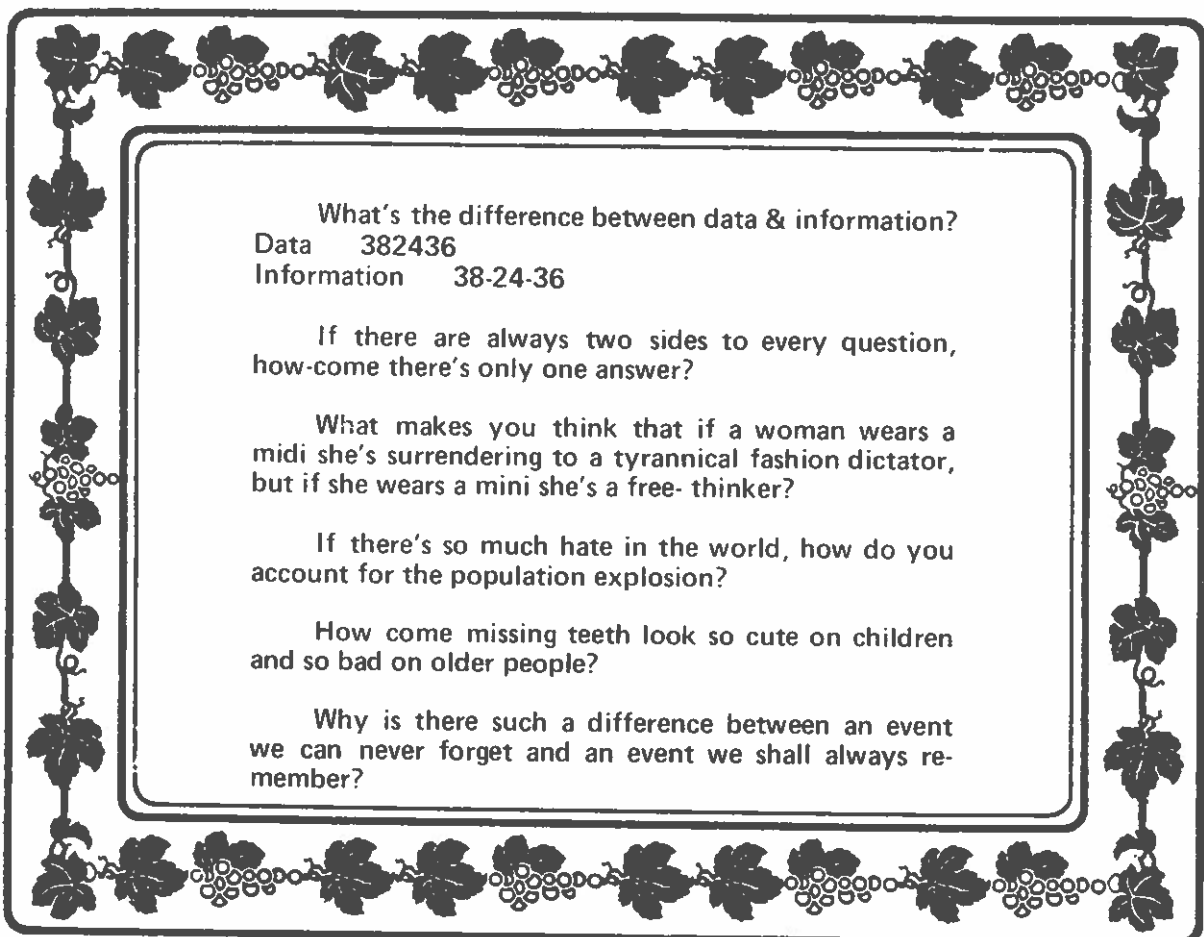 What's the difference between data & information?
Data 382436
Information 38-24-36
If there are always two sides to every question,
how-come there's only one answer?
What makes you think that if a woman wears a
midi she's surrendering to a tyrannical fashion dictator,
but if she wears a mini she's a free- thinker?
If there's so much hate in the world, how do you
account for the population explosion?
How come missing teeth look so cute on children
and so bad on older people?
Why is there such a difference between an event
we can never forget and an event we shall always re-
member?